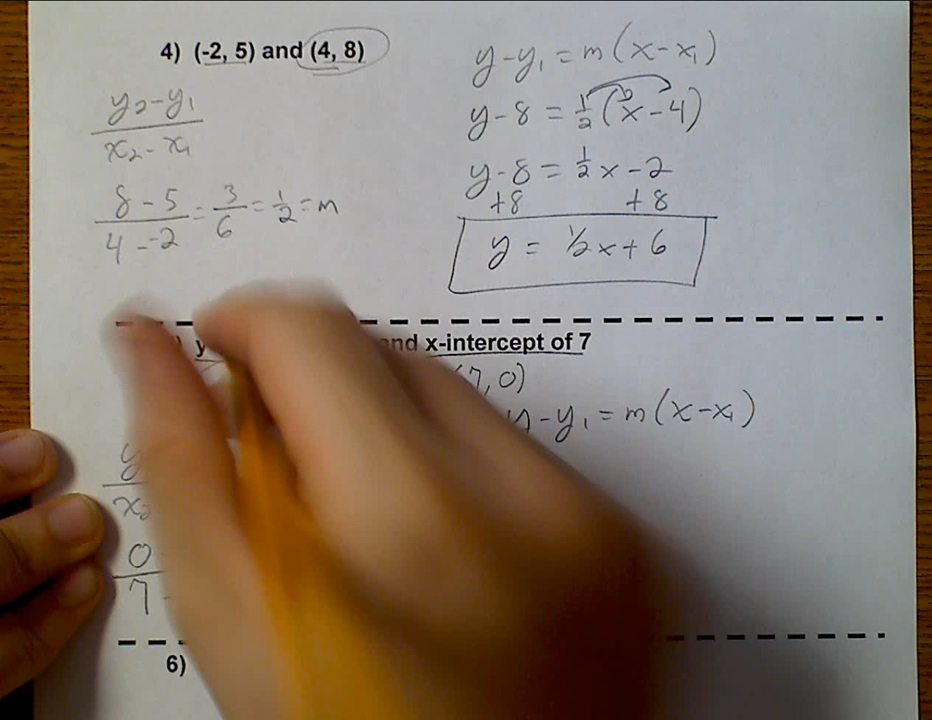 4) (-2, 5) and (4, 8)
y₂-y₁
x₂-x₁
8-5/4--2 = 3/6 = 1/2 = m
y-y₁ = m(x-x₁)
y-8 = 1/2(x-4)
y-8 = 1/2x-2
+8 +8
y = 1/2x+6
y and x-intercept of 7
(7,0)
y-y₁ = m(x-x₁)
y
x₂
0
7
6)